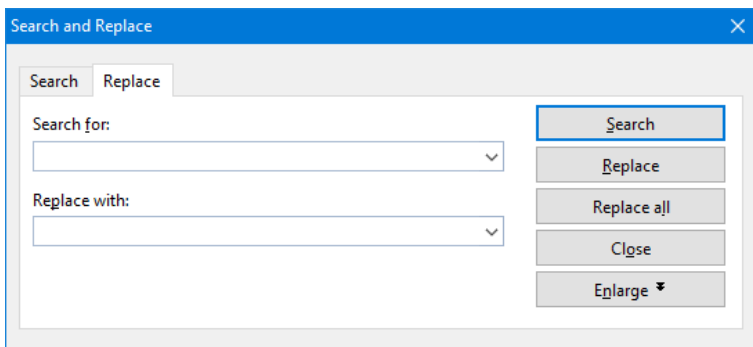 Search and Replace
Search Replace
Search for:
Search
Replace
Replace with:
Replace all
Close
Enlarge